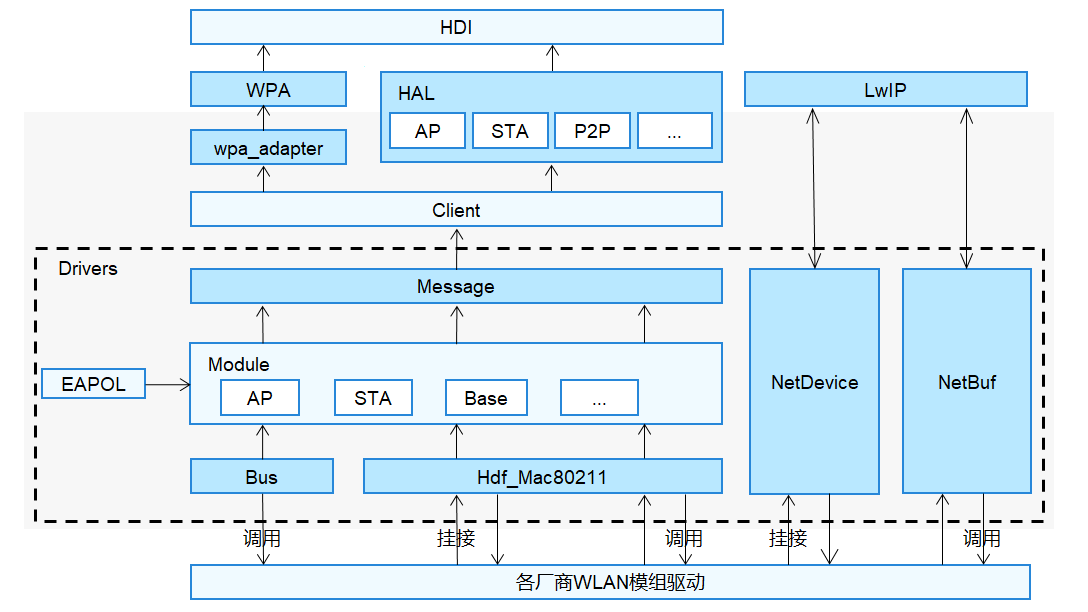 HDI
WPA
HAL
LwIP
AP
STA
P2P
...
wpa_adapter
Client
Drivers
Message
Module
EAPOL
AP
STA
Base
...
NetDevice
NetBuf
Bus
Hdf_Mac80211
调用
挂接
调用
挂接
调用
各厂商WLAN模组驱动